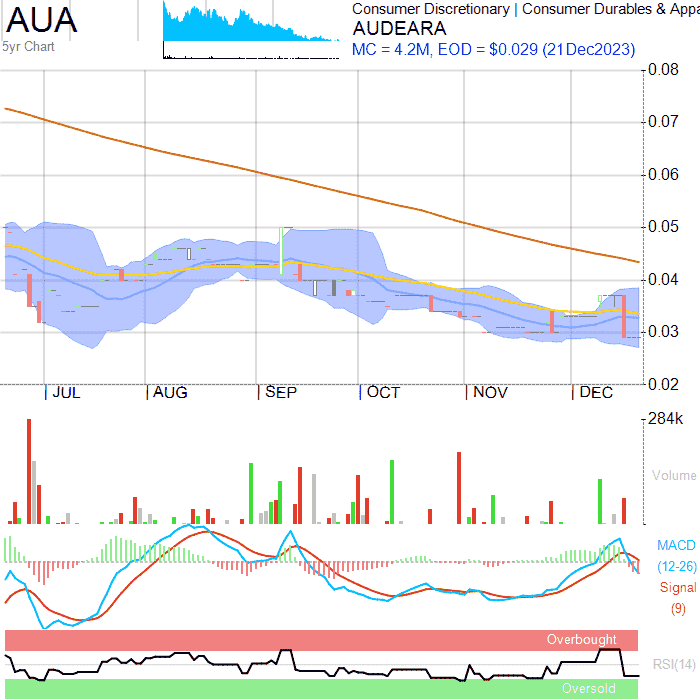 AUA
5yr Chart
Consumer Discretionary | Consumer Durables & Appa
AUDEARA
MC = 4.2M, EOD = $0.029 (21Dec2023)
0.08
0.07
0.06
0.05
0.04
0.03
0.02
JUL AUG SEP OCT NOV DEC
284k
Volume
MACD
(12-26)
Signal
(9)
Overbought
RSI(14)
Oversold